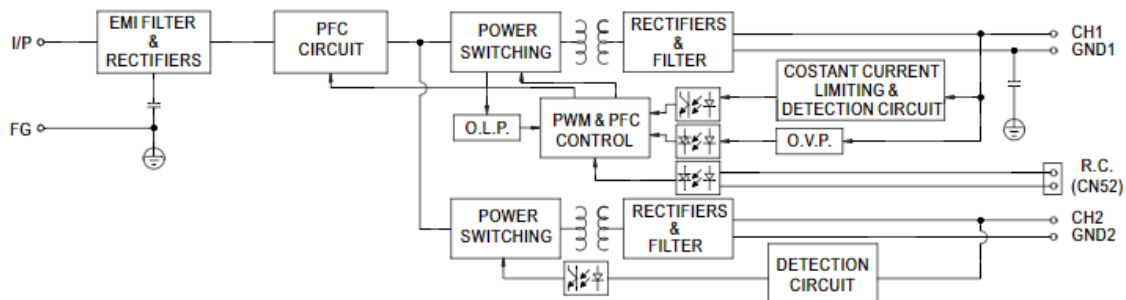 I/P
EMI FILTER
&
RECTIFIERS
PFC
CIRCUIT
POWER
SWITCHING
RECTIFIERS
&
FILTER
CH1
GND1
COSTANT CURRENT
LIMITING &
DETECTION CIRCUIT
FG
O.L.P.
PWM & PFC
CONTROL
O.V.P.
R.C.
(CN52)
POWER
SWITCHING
RECTIFIERS
&
FILTER
CH2
GND2
DETECTION
CIRCUIT